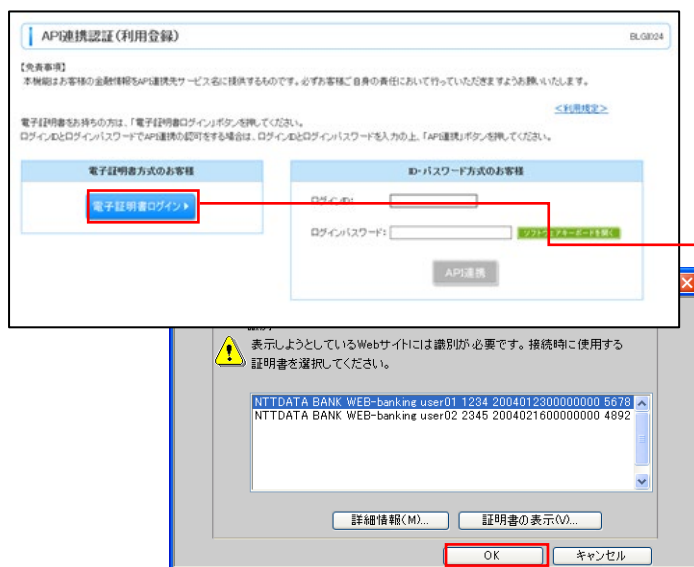 API連携認証(利用登録)
BLGI024
【免責事項】
本機能はお客様の金融情報をAPI連携先サービス名に提供するものです。必ずお客様ご自身の責任において行っていただきますようお願いいたします。
<利用規定>
電子証明書をお持ちの方は、「電子証明書ログイン」ボタンを押してください。
ログインIDとログインパスワードでAPI連携の認可をする場合は、ログインIDとログインパスワードを入力の上、「API連携」ボタンを押してください。
電子証明書方式のお客様
電子証明書ログイン
ID・パスワード方式のお客様
ログインID:
ログインパスワード:
ソフトウェアキーボードを開く
API連携
表示しようとしているWebサイトには識別が必要です。接続時に使用する
証明書を選択してください。
NTTDATA BANK WEB-banking user01 1234 2004012300000000 5678
NTTDATA BANK WEB-banking user02 2345 2004021600000000 4892
詳細情報(M)...
証明書の表示(V)...
OK
キャンセル